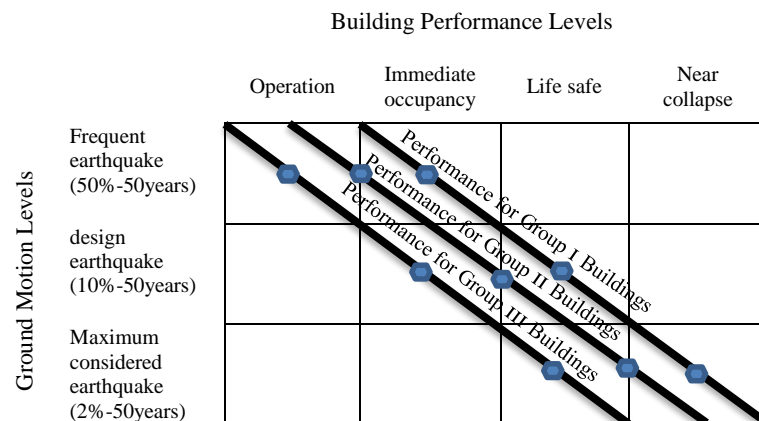 Building Performance Levels
Operation
Immediate
occupancy
Life safe
Near
collapse
Ground Motion Levels
Frequent
earthquake
(50%-50years)
design
earthquake
(10%-50years)
Maximum
considered
earthquake
(2%-50years)
Performance for Group I Buildings
Performance for Group II Buildings
Performance for Group III Buildings